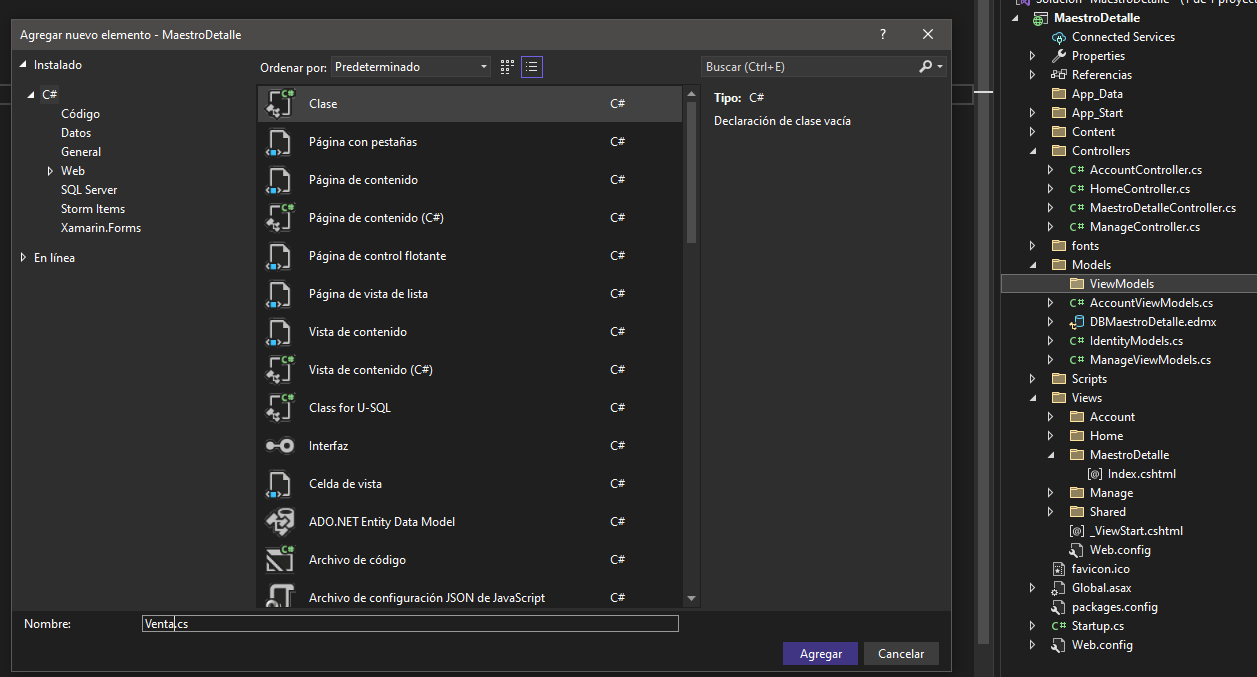 Agregar nuevo elemento - MaestroDetalle
?
Instalado
C#
Código
Datos
General
Web
SQL Server
Storm Items
Xamarin.Forms
En línea
Ordenar por: Predeterminado
Clase C#
Página con pestañas C#
Página de contenido C#
Página de contenido (C#) C#
Página de control flotante C#
Página de vista de lista C#
Vista de contenido C#
Vista de contenido (C#) C#
Class for U-SQL C#
Interfaz C#
Celda de vista C#
ADO.NET Entity Data Model C#
Archivo de código C#
Archivo de configuración JSON de JavaScript C#
Buscar (Ctrl+E)
Tipo: C#
Declaración de clase vacía
Nombre: Venta.cs
Agregar Cancelar
MaestroDetalle
Connected Services
Properties
Referencias
App_Data
App_Start
Content
Controllers
C# AccountController.cs
C# HomeController.cs
C# MaestroDetalleController.cs
C# ManageController.cs
fonts
Models
ViewModels
C# AccountViewModels.cs
DBMaestroDetalle.edmx
C# IdentityModels.cs
C# ManageViewModels.cs
Scripts
Views
Account
Home
MaestroDetalle
[@] Index.cshtml
Manage
Shared
[@] _ViewStart.cshtml
Web.config
favicon.ico
Global.asax
packages.config
C# Startup.cs
Web.config